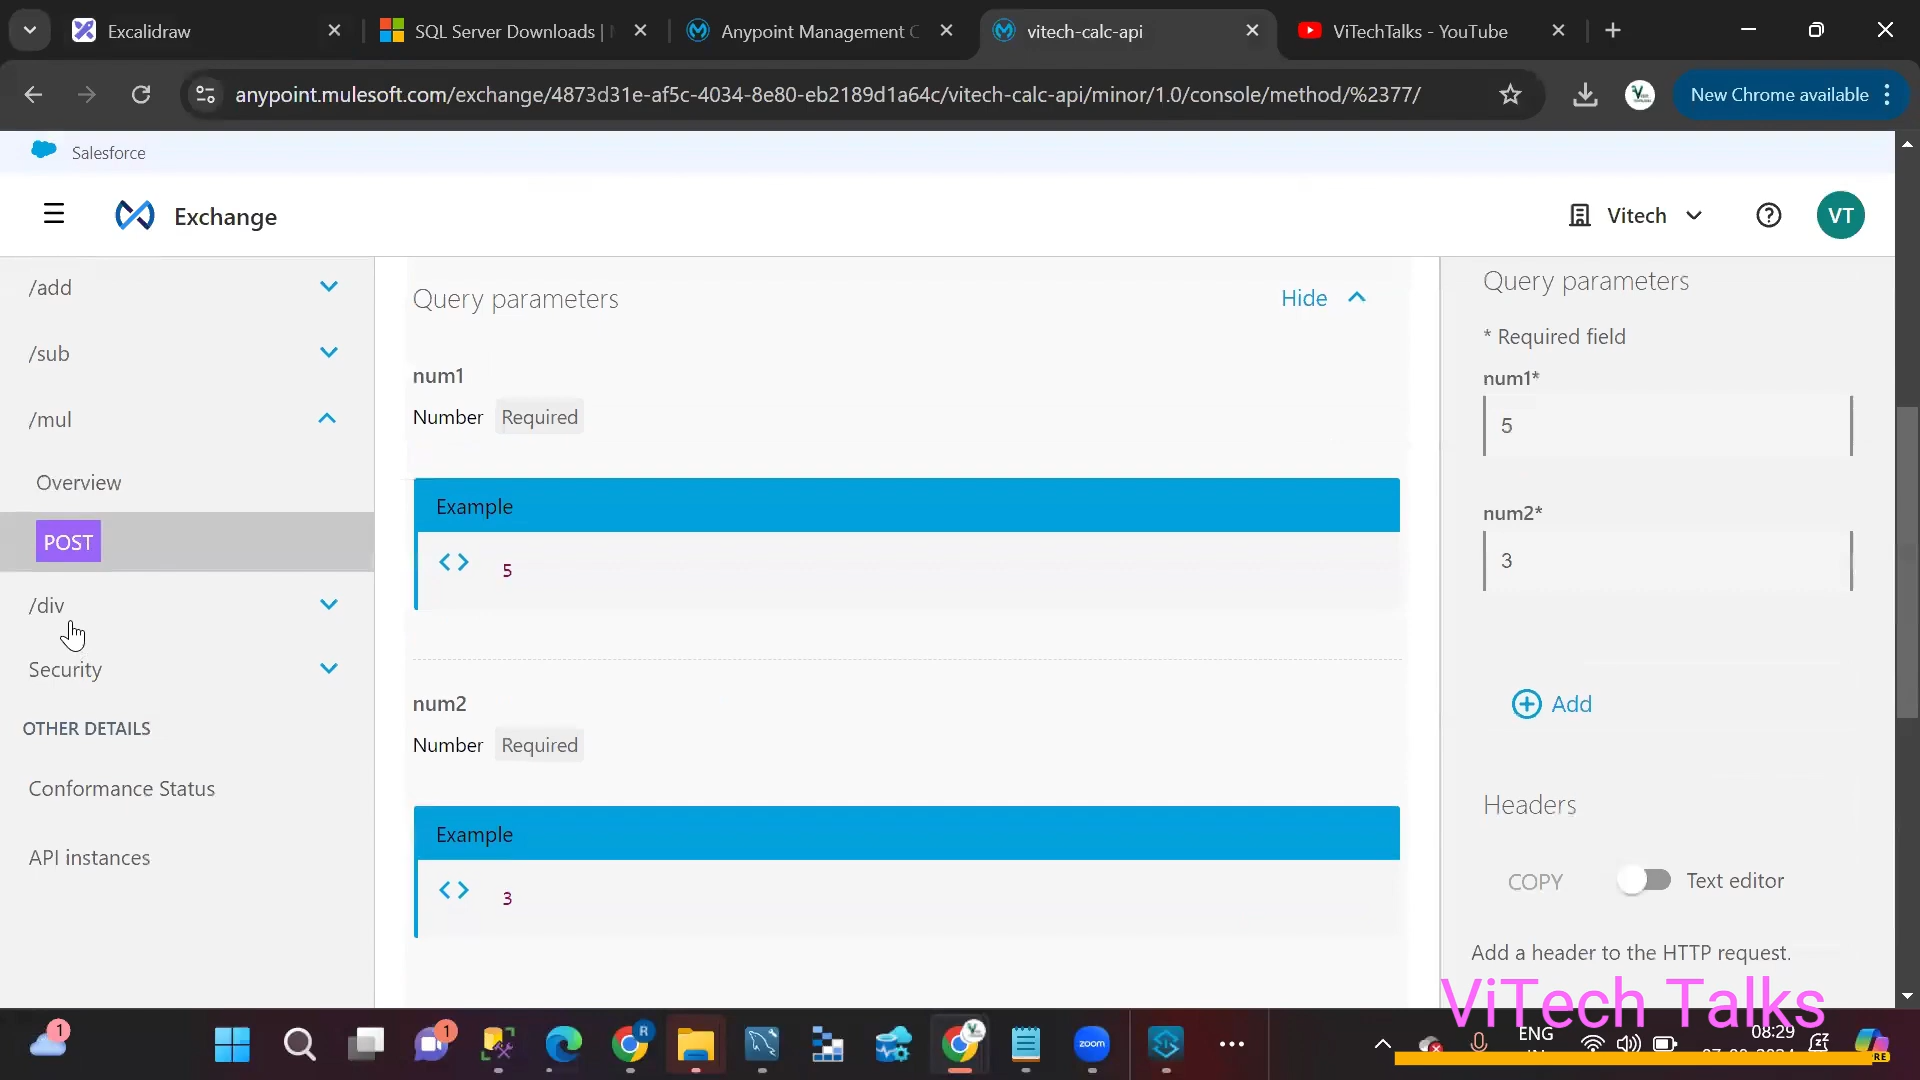 Excalidraw
SQL Server Downloads |
Anypoint Management C
vitech-calc-api
ViTechTalks - YouTube
anypoint.mulesoft.com/exchange/4873d31e-af5c-4034-8e80-eb2189d1a64c/vitech-calc-api/minor/1.0/console/method/%2377/
New Chrome available
Salesforce
Exchange
Vitech
VT
/add
/sub
/mul
Overview
POST
/div
Security
OTHER DETAILS
Conformance Status
API instances
Query parameters
Hide
num1
Number Required
Example
5
num2
Number Required
Example
3
Query parameters
* Required field
num1*
5
num2*
3
Add
Headers
COPY
Text editor
Add a header to the HTTP request.
ViTech Talks
1
1
R
zoom
ENG
08:29
PRE